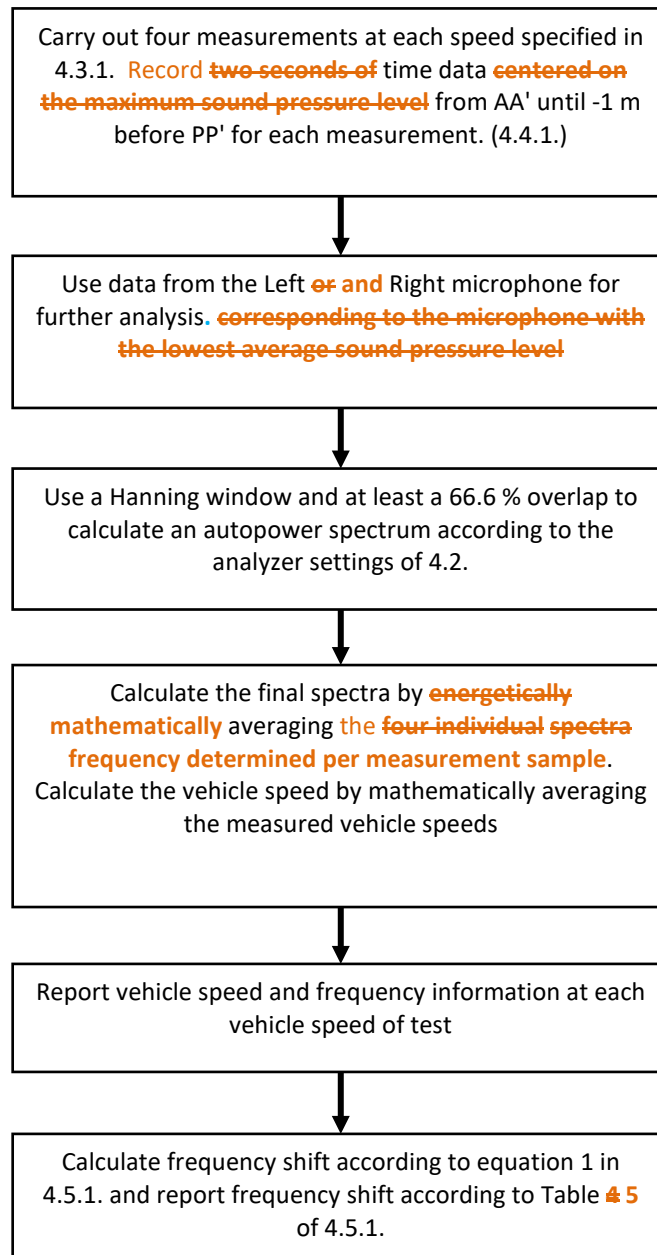 Carry out four measurements at each speed specified in
4.3.1. Record two seconds of time data centered on
the maximum sound pressure level from AA' until -1 m
before PP' for each measurement. (4.4.1.)
Use data from the Left or and Right microphone for
further analysis. corresponding to the microphone with
the lowest average sound pressure level
Use a Hanning window and at least a 66.6 % overlap to
calculate an autopower spectrum according to the
analyzer settings of 4.2.
Calculate the final spectra by energetically
mathematically averaging the four individual spectra
frequency determined per measurement sample.
Calculate the vehicle speed by mathematically averaging
the measured vehicle speeds
Report vehicle speed and frequency information at each
vehicle speed of test
Calculate frequency shift according to equation 1 in
4.5.1. and report frequency shift according to Table 4 5
of 4.5.1.